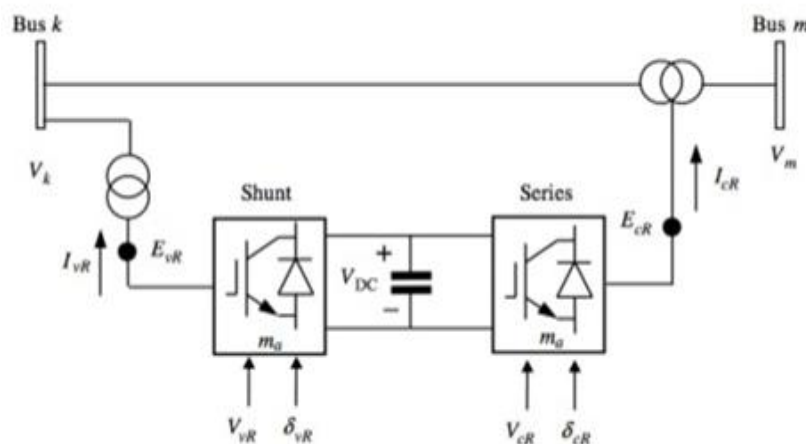 Bus k
Bus m
V_k
V_m
Shunt
Series
I_cR
E_cR
I_vR
E_vR
+
V_DC
−
m_a
m_a
V_vR
δ_vR
V_cR
δ_cR